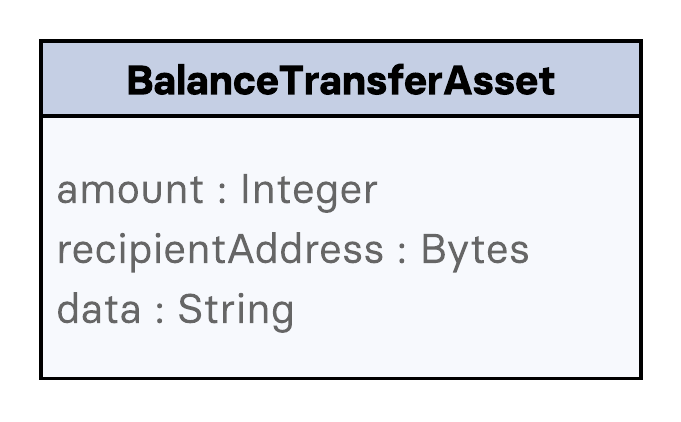 BalanceTransferAsset
amount : Integer
recipientAddress : Bytes
data : String